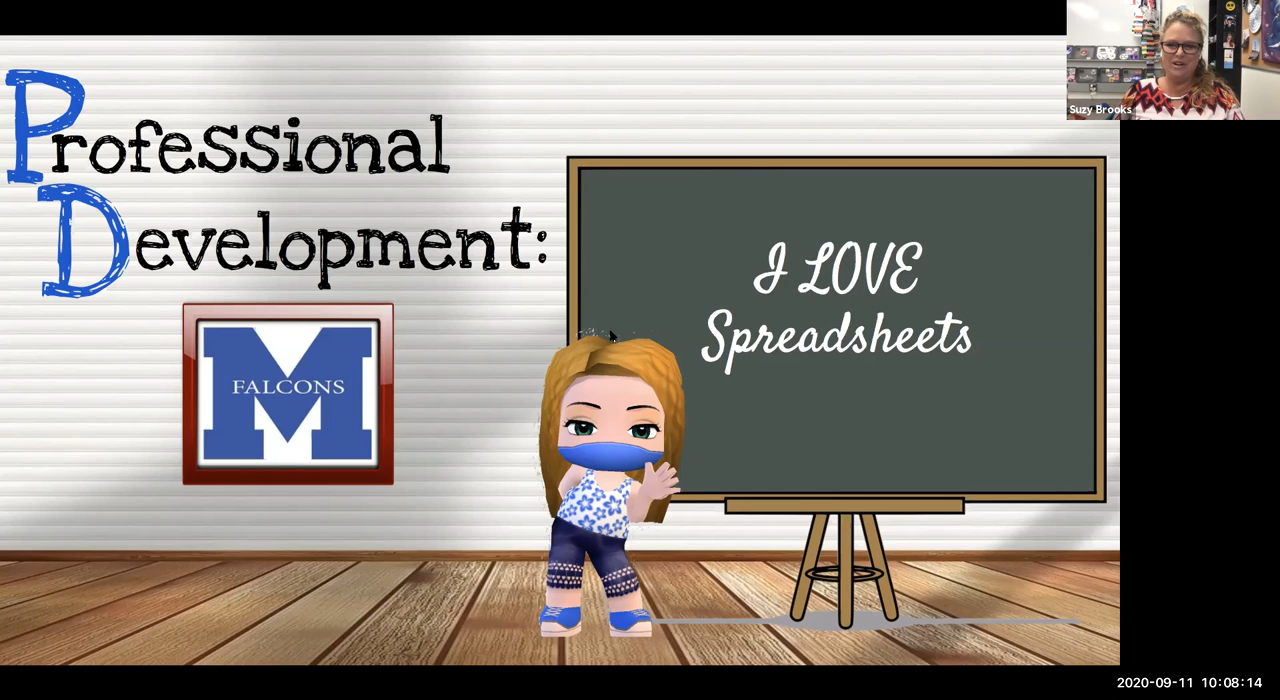 Suzy Brooks
Professional
Development:
I LOVE
Spreadsheets
FALCONS
M
2020-09-11 10:08:14